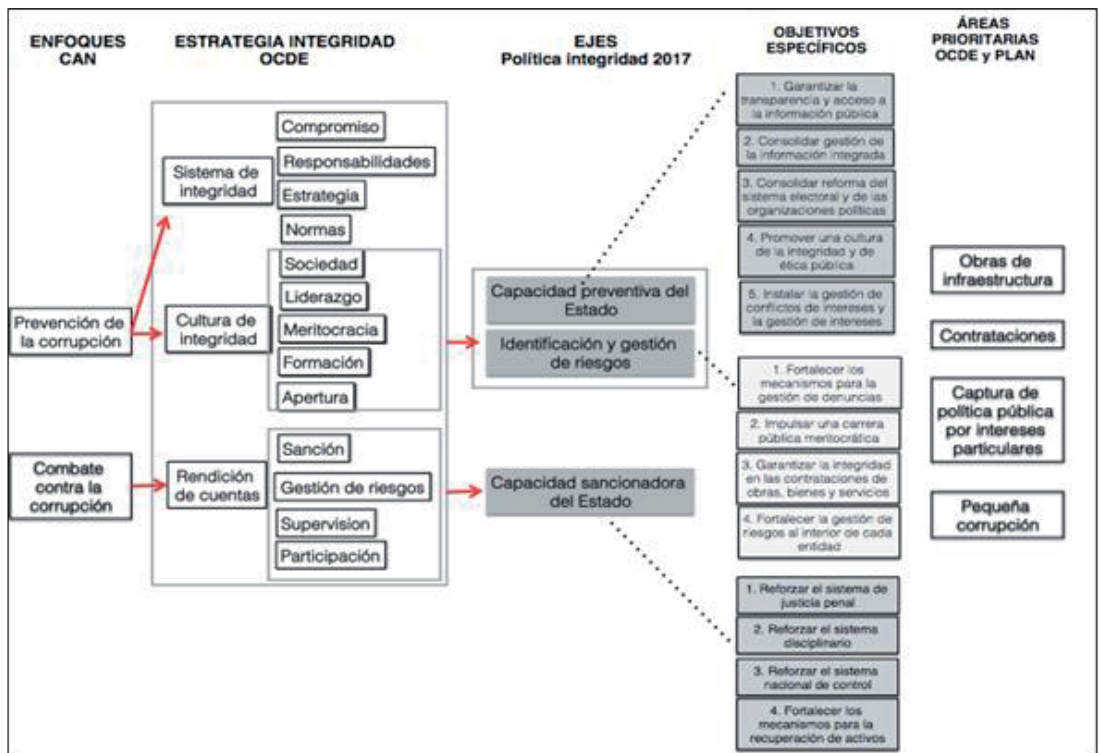 ENFOQUES
CAN
ESTRATEGIA INTEGRIDAD
OCDE
EJES
Política integridad 2017
OBJETIVOS
ESPECÍFICOS
ÁREAS
PRIORITARIAS
OCDE y PLAN
Prevención de
la corrupción
Combate
contra la
corrupción
Sistema de
integridad
Compromiso
Responsabilidades
Estrategia
Normas
Cultura de
integridad
Sociedad
Liderazgo
Meritocracia
Formación
Apertura
Rendición
de cuentas
Sanción
Gestión de riesgos
Supervision
Participación
Capacidad preventiva del
Estado
Identificación y gestión
de riesgos
Capacidad sancionadora
del Estado
1. Garantizar la
transparencia y acceso a
la información pública
2. Consolidar gestión de
la información integrada
3. Consolidar reforma del
sistema electoral y de las
organizaciones políticas
4. Promover una cultura
de la integridad y de
ética pública
5. Instalar la gestión de
conflictos de intereses y
la gestión de intereses
1. Fortalecer los
mecanismos para la
gestión de denuncias
2. Impulsar una carrera
pública meritocrática
3. Garantizar la integridad
en las contrataciones de
obras, bienes y servicios
4. Fortalecer la gestión de
riesgos al interior de cada
entidad
1. Reforzar el sistema de
justicia penal
2. Reforzar el sistema
disciplinario
3. Reforzar el sistema
nacional de control
4. Fortalecer los
mecanismos para la
recuperación de activos
Obras de
infraestructura
Contrataciones
Captura de
política pública
por intereses
particulares
Pequeña
corrupción